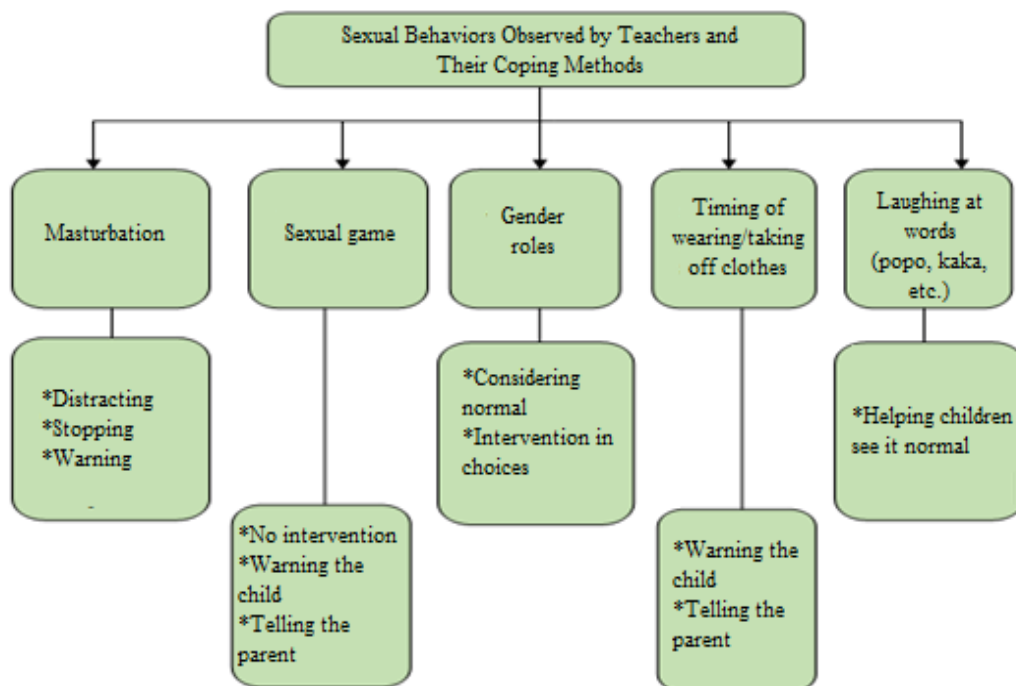 Sexual Behaviors Observed by Teachers and
Their Coping Methods
Masturbation
Sexual game
Gender
roles
Timing of
wearing/taking
off clothes
Laughing at
words
(popo, kaka,
etc.)
*Distracting
*Stopping
*Warning
*No intervention
*Warning the
child
*Telling the
parent
*Considering
normal
*Intervention in
choices
*Warning the
child
*Telling the
parent
*Helping children
see it normal